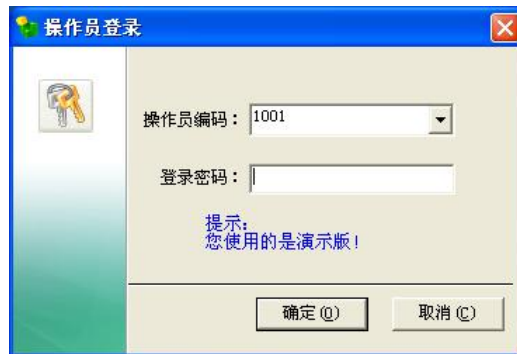 操作员登录
操作员编码： 1001
登录密码：
提示：
您使用的是演示版！
确定(O) 取消(C)